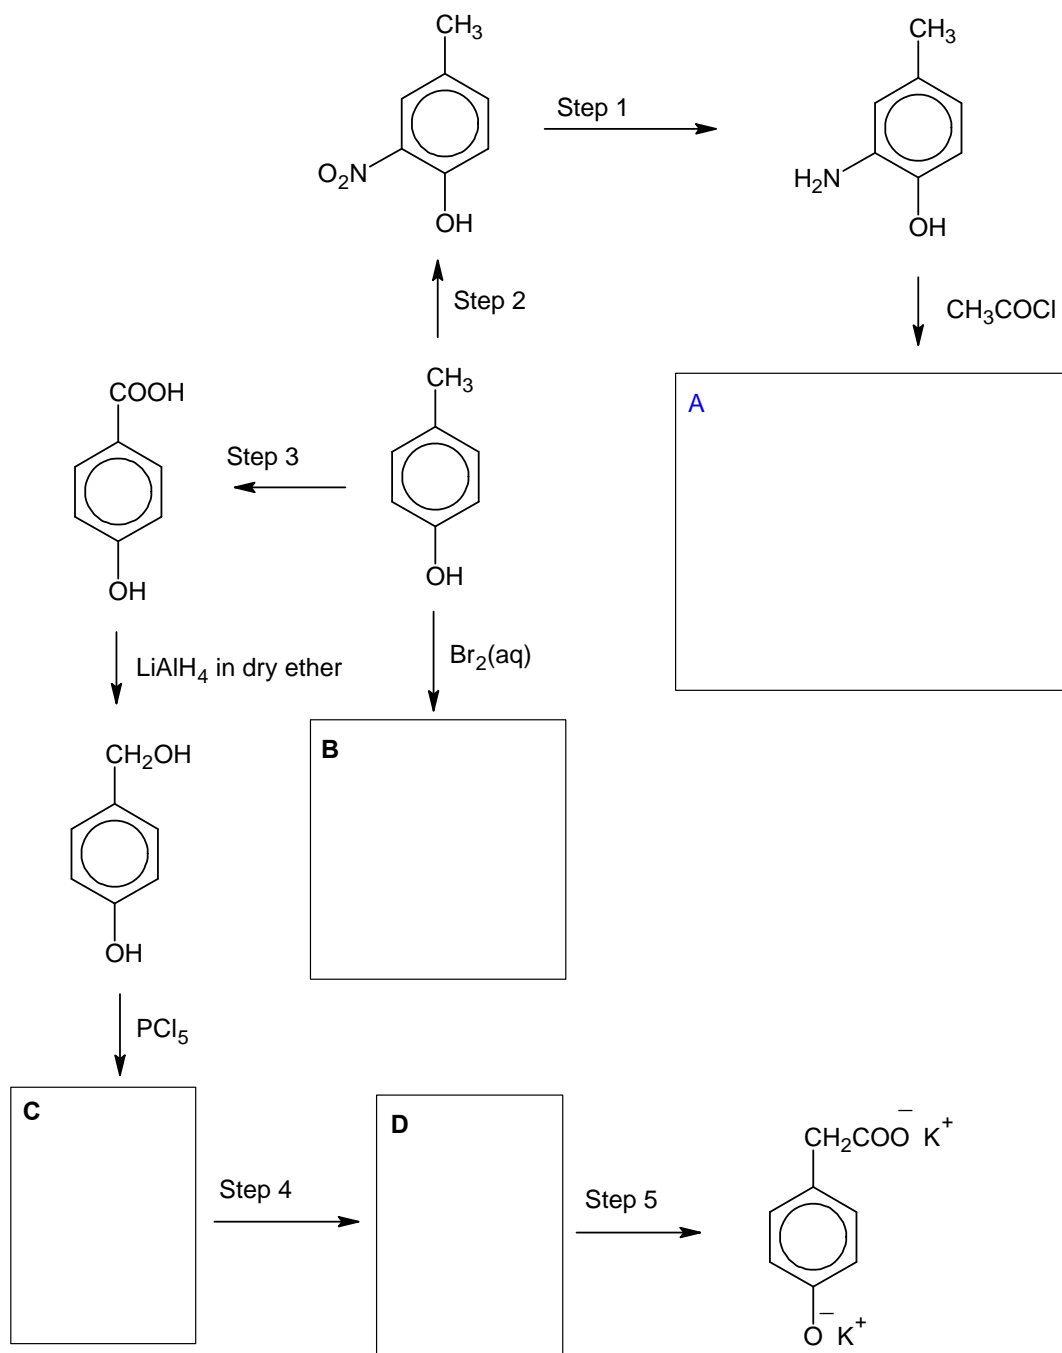 CH3
CH3
Step 1
O2N
H2N
OH
OH
Step 2
CH3COCl
CH3
COOH
A
Step 3
OH
OH
Br2(aq)
LiAlH4 in dry ether
CH2OH
B
OH
PCl5
C
D
CH2COO− K+
Step 4
Step 5
O− K+